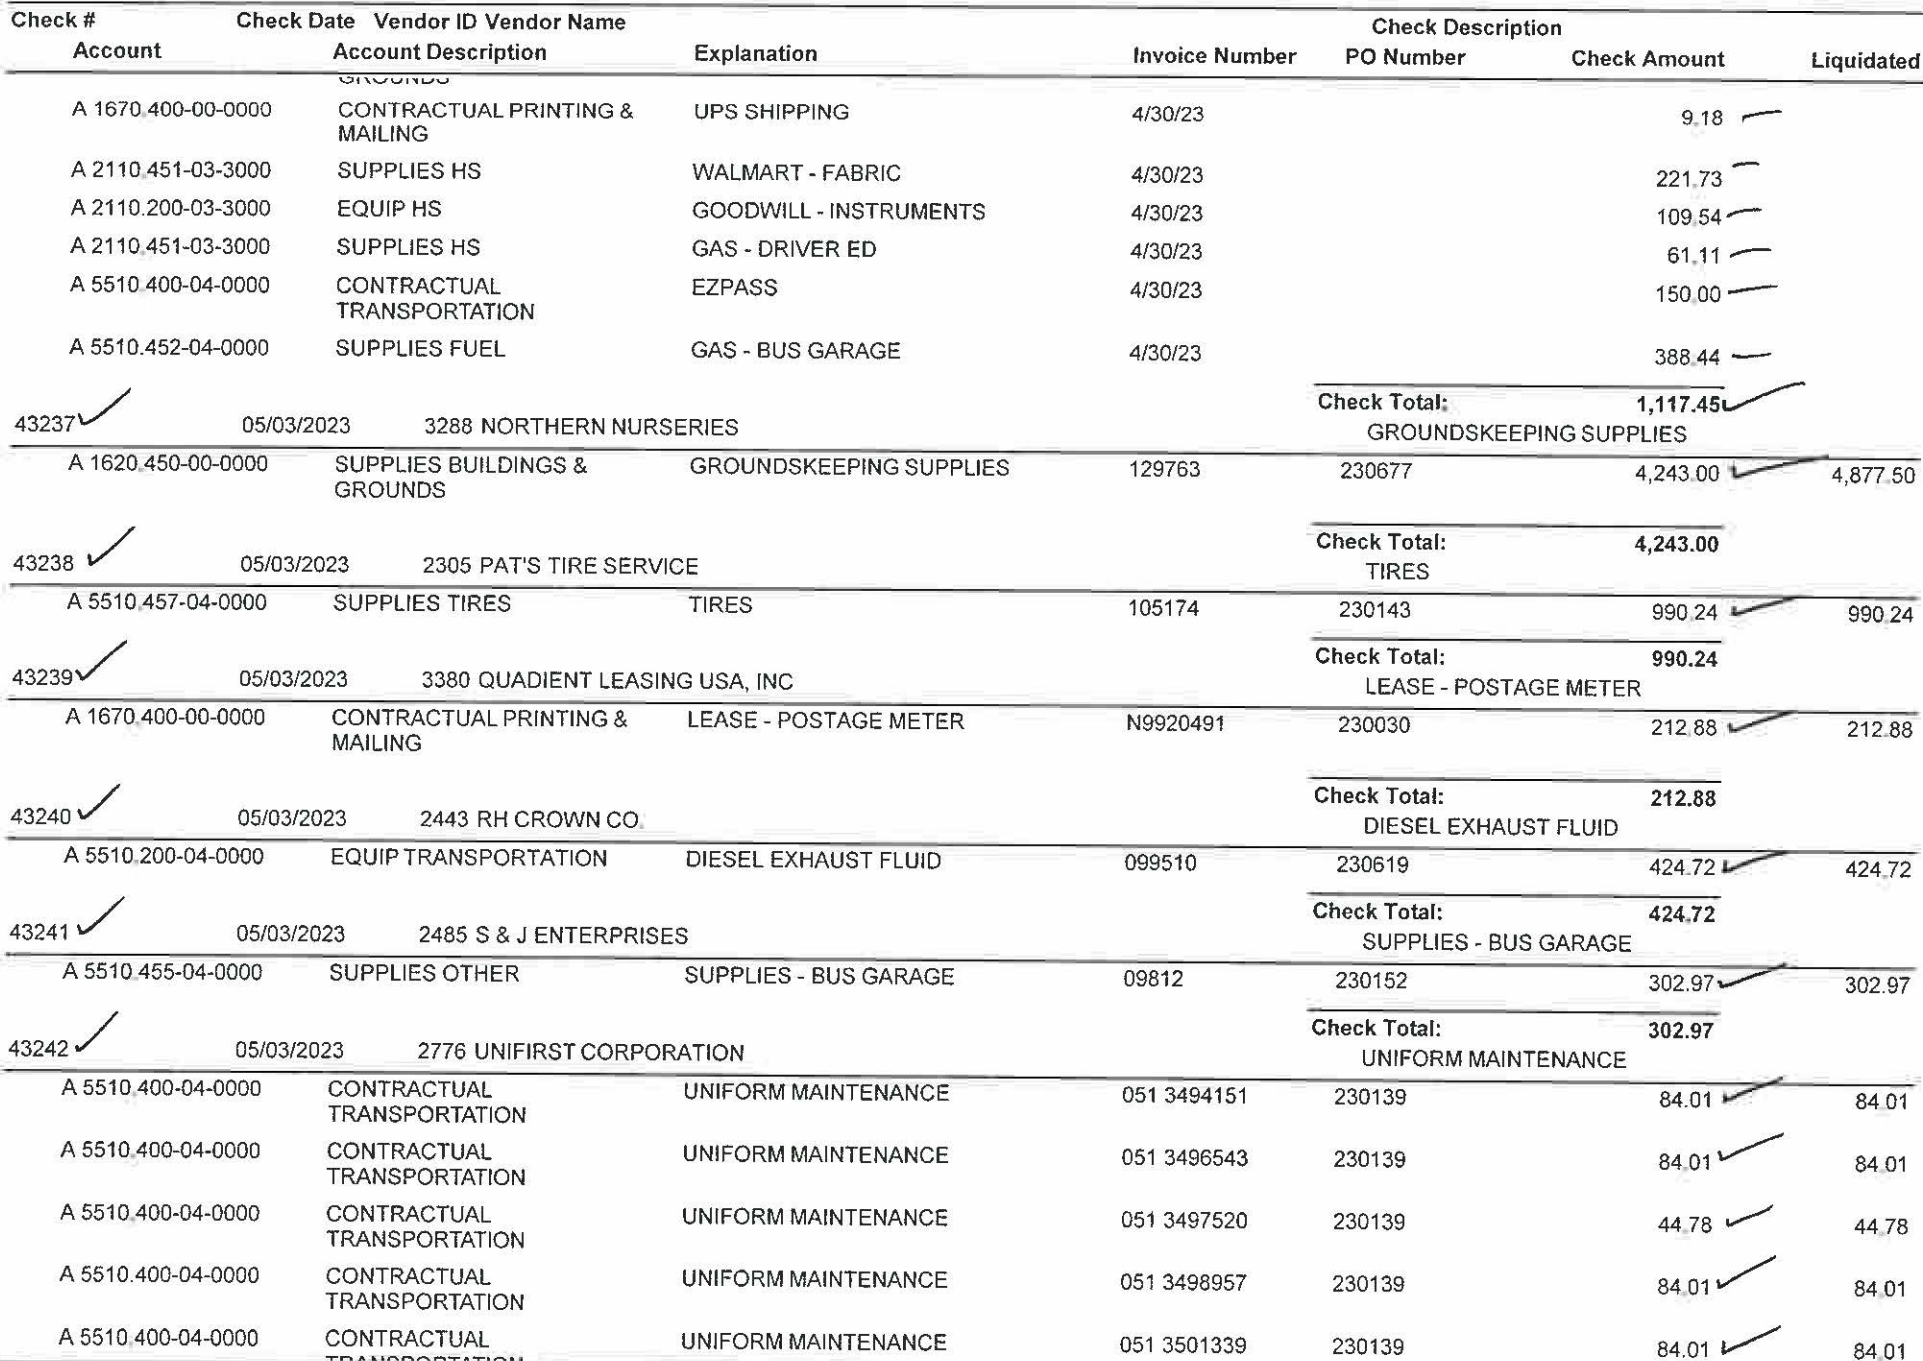 Check # Check Date Vendor ID Vendor Name Check Description
Account Account Description Explanation Invoice Number PO Number Check Amount Liquidated
GROUNDS
A 1670.400-00-0000 CONTRACTUAL PRINTING & UPS SHIPPING 4/30/23 9.18
MAILING
A 2110.451-03-3000 SUPPLIES HS WALMART - FABRIC 4/30/23 221.73
A 2110.200-03-3000 EQUIP HS GOODWILL - INSTRUMENTS 4/30/23 109.54
A 2110.451-03-3000 SUPPLIES HS GAS - DRIVER ED 4/30/23 61.11
A 5510.400-04-0000 CONTRACTUAL EZPASS 4/30/23 150.00
TRANSPORTATION
A 5510.452-04-0000 SUPPLIES FUEL GAS - BUS GARAGE 4/30/23 388.44
Check Total: 1,117.45
43237 05/03/2023 3288 NORTHERN NURSERIES GROUNDSKEEPING SUPPLIES
A 1620.450-00-0000 SUPPLIES BUILDINGS & GROUNDSKEEPING SUPPLIES 129763 230677 4,243.00 4,877.50
GROUNDS
Check Total: 4,243.00
43238 05/03/2023 2305 PAT'S TIRE SERVICE TIRES
A 5510.457-04-0000 SUPPLIES TIRES TIRES 105174 230143 990.24 990.24
Check Total: 990.24
43239 05/03/2023 3380 QUADIENT LEASING USA, INC LEASE - POSTAGE METER
A 1670.400-00-0000 CONTRACTUAL PRINTING & LEASE - POSTAGE METER N9920491 230030 212.88 212.88
MAILING
Check Total: 212.88
43240 05/03/2023 2443 RH CROWN CO. DIESEL EXHAUST FLUID
A 5510.200-04-0000 EQUIP TRANSPORTATION DIESEL EXHAUST FLUID 099510 230619 424.72 424.72
Check Total: 424.72
43241 05/03/2023 2485 S & J ENTERPRISES SUPPLIES - BUS GARAGE
A 5510.455-04-0000 SUPPLIES OTHER SUPPLIES - BUS GARAGE 09812 230152 302.97 302.97
Check Total: 302.97
43242 05/03/2023 2776 UNIFIRST CORPORATION UNIFORM MAINTENANCE
A 5510.400-04-0000 CONTRACTUAL UNIFORM MAINTENANCE 051 3494151 230139 84.01 84.01
TRANSPORTATION
A 5510.400-04-0000 CONTRACTUAL UNIFORM MAINTENANCE 051 3496543 230139 84.01 84.01
TRANSPORTATION
A 5510.400-04-0000 CONTRACTUAL UNIFORM MAINTENANCE 051 3497520 230139 44.78 44.78
TRANSPORTATION
A 5510.400-04-0000 CONTRACTUAL UNIFORM MAINTENANCE 051 3498957 230139 84.01 84.01
TRANSPORTATION
A 5510.400-04-0000 CONTRACTUAL UNIFORM MAINTENANCE 051 3501339 230139 84.01 84.01
TRANSPORTATION